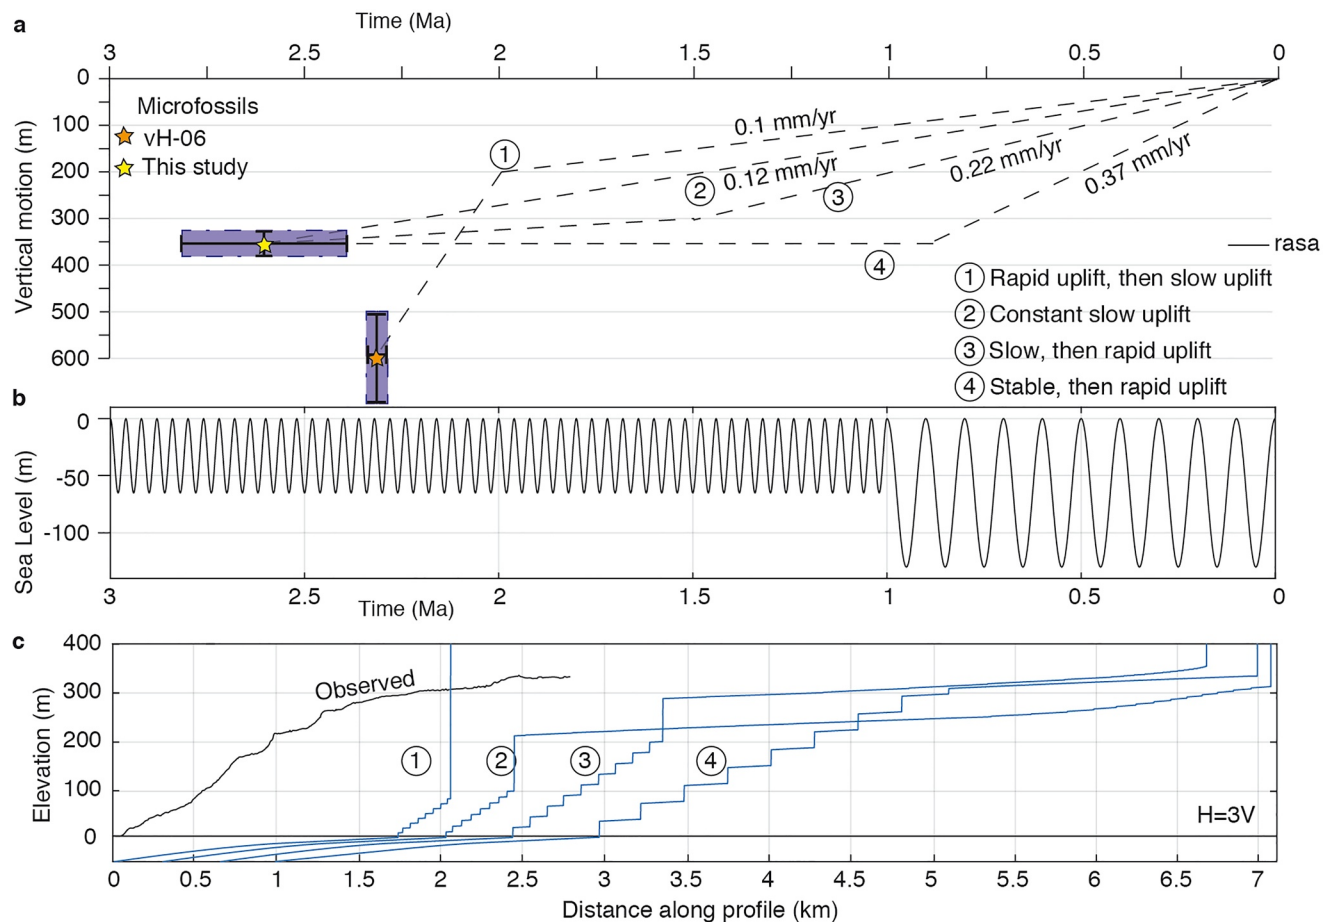 a
Time (Ma)
3 2.5 2 1.5 1 0.5 0
Vertical motion (m)
0
100
200
300
400
500
600
Microfossils
vH-06
This study
1
0.1 mm/yr
2
0.12 mm/yr
3
0.22 mm/yr
0.37 mm/yr
4
rasa
1 Rapid uplift, then slow uplift
2 Constant slow uplift
3 Slow, then rapid uplift
4 Stable, then rapid uplift
b
Sea Level (m)
0
-50
-100
3 2.5 2 1.5 1 0.5 0
Time (Ma)
c
Elevation (m)
400
300
200
100
0
Observed
1 2 3 4
H=3V
0 0.5 1 1.5 2 2.5 3 3.5 4 4.5 5 5.5 6 6.5 7
Distance along profile (km)